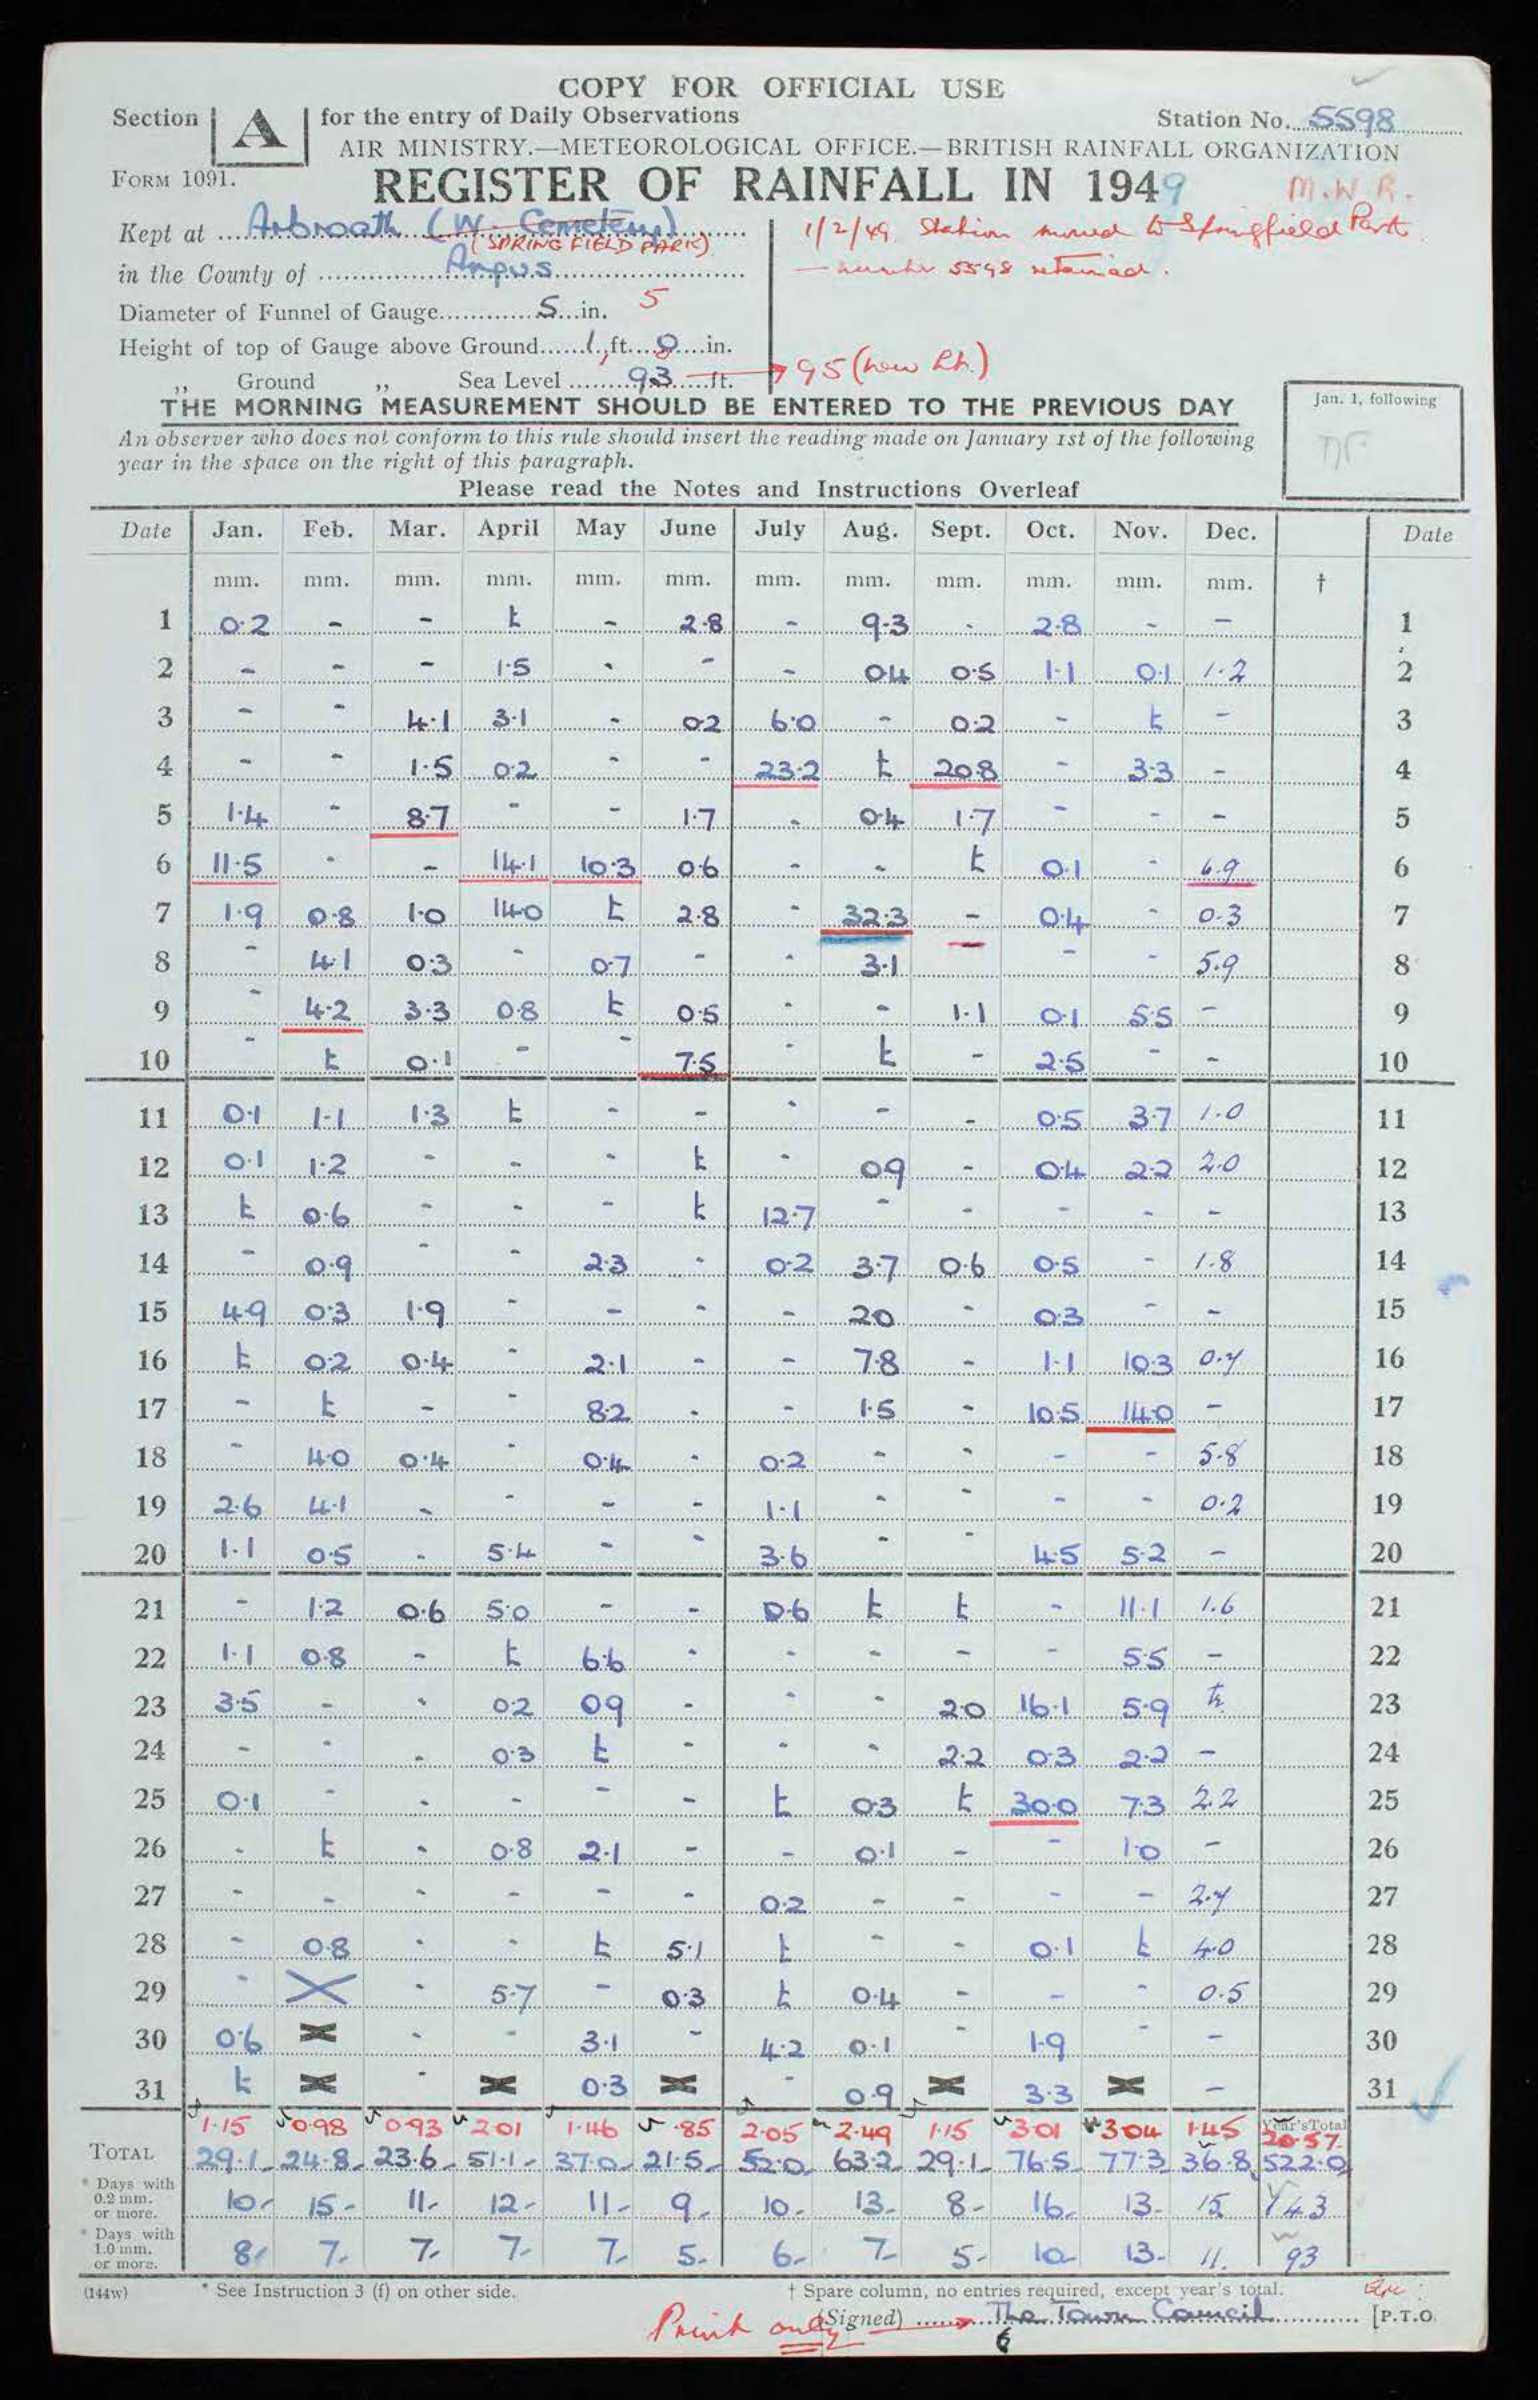 COPY FOR OFFICIAL USE
Section A for the entry of Daily Observations Station No. 5598
AIR MINISTRY.—METEOROLOGICAL OFFICE.—BRITISH RAINFALL ORGANIZATION
FORM 1091.
REGISTER OF RAINFALL IN 1949 M.W.R.
Kept at Arbroath (W. Cemetery) 1/2/49 Station moved to Springfield Park
(SPRINGFIELD PARK)
in the County of Angus — number 5598 retained.
Diameter of Funnel of Gauge 5 in. 5
Height of top of Gauge above Ground 1 ft. in.
,, Ground ,, Sea Level 93 ft. 95 (new ht.)
THE MORNING MEASUREMENT SHOULD BE ENTERED TO THE PREVIOUS DAY
Jan. 1, following
An observer who does not conform to this rule should insert the reading made on January 1st of the following
year in the space on the right of this paragraph.
Please read the Notes and Instructions Overleaf
Date Jan. Feb. Mar. April May June July Aug. Sept. Oct. Nov. Dec. Date
mm. mm. mm. mm. mm. mm. mm. mm. mm. mm. mm. mm. †
1 0.2 - - t - 2.8 - 9.3 - 2.8 - - 1
2 - - - 1.5 - - - 0.4 0.5 1.1 0.1 1.2 2
3 - - 4.1 3.1 - 0.2 6.0 - 0.2 - t - 3
4 - - 1.5 0.2 - - 23.2 t 20.8 - 3.3 - 4
5 1.4 - 8.7 - - 1.7 - 0.4 1.7 - - - 5
6 11.5 - - 14.1 10.3 0.6 - - t 0.1 - 6.9 6
7 1.9 0.8 1.0 14.0 t 2.8 - 32.3 - 0.4 - 0.3 7
8 - 4.1 0.3 - 0.7 - - 3.1 - - 5.9 8
9 - 4.2 3.3 0.8 t 0.5 - - 1.1 0.1 5.5 - 9
10 - t 0.1 - - 7.5 - t - 2.5 - - 10
11 0.1 1.1 1.3 t - - - - - 0.5 3.7 1.0 11
12 0.1 1.2 - - - t - 0.9 - 0.4 2.2 2.0 12
13 t 0.6 - - - t 12.7 - - - - - 13
14 - 0.9 - - 2.3 - 0.2 3.7 0.6 0.5 - 1.8 14
15 4.9 0.3 1.9 - - - - 20 - 0.3 - - 15
16 t 0.2 0.4 - 2.1 - - 7.8 - 1.1 10.3 0.7 16
17 - t - - 8.2 - - 1.5 - 10.5 14.0 - 17
18 - 4.0 0.4 - 0.4 - 0.2 - - - - 5.8 18
19 2.6 4.1 - - - - 1.1 - - - - 0.2 19
20 1.1 0.5 - 5.4 - - 3.6 - - 4.5 5.2 - 20
21 - 1.2 0.6 5.0 - - 0.6 t t - 11.1 1.6 21
22 1.1 0.8 - t 6.6 - - - - - 5.5 - 22
23 3.5 - - 0.2 0.9 - - - 2.0 16.1 5.9 tr 23
24 - - - 0.3 t - - - 2.2 0.3 2.2 - 24
25 0.1 - - - - - t 0.3 t 30.0 7.3 2.2 25
26 - t - 0.8 2.1 - - 0.1 - - 1.0 - 26
27 - - - - - - 0.2 - - - - 2.7 27
28 - 0.8 - - t 5.1 t - - 0.1 t 4.0 28
29 - X - 5.7 - 0.3 t 0.4 - - - 0.5 29
30 0.6 X - - 3.1 - 4.2 0.1 - 1.9 - - 30
31 t X - X 0.3 X - 0.9 X 3.3 X - 31
1.15 0.98 0.93 2.01 1.46 .85 2.05 2.49 1.15 3.01 3.04 1.45 Year's Total 20.57
TOTAL 29.1 24.8 23.6 51.1 37.0 21.5 52.0 63.2 29.1 76.5 77.3 36.8 522.0
* Days with 0.2 mm. or more. 10 15 11 12 11 9 10 13 8 16 13 15 143
* Days with 1.0 mm. or more. 8 7 7 7 7 5 6 7 5 10 13 11 93
(144w) * See Instruction 3 (f) on other side. † Spare column, no entries required, except year's total.
Print only (Signed) The Town Council [P.T.O.